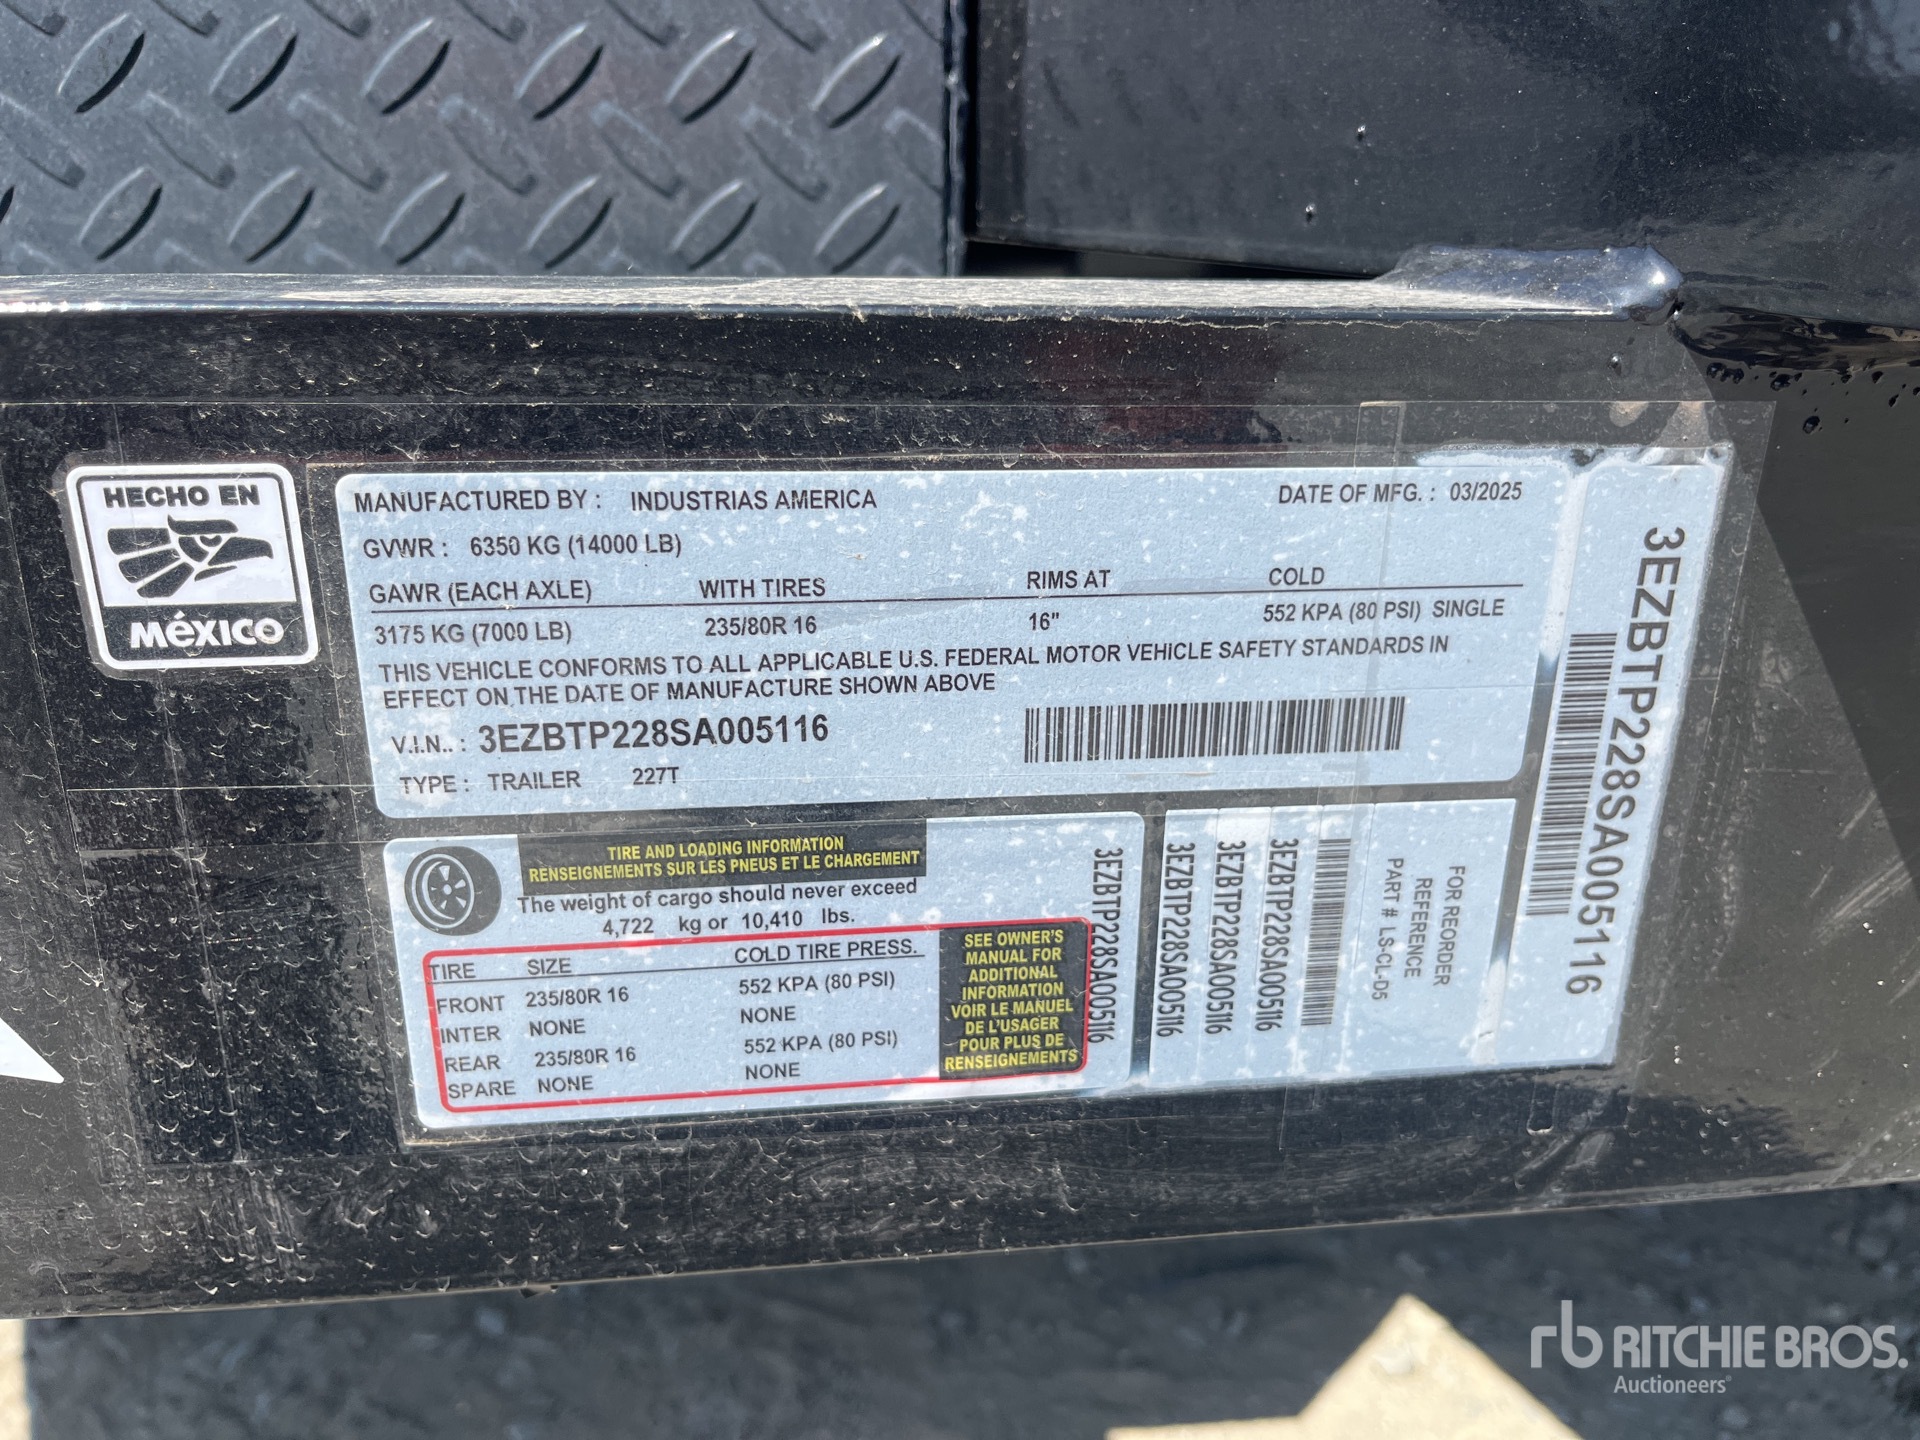 HECHO EN
MéXICO
MANUFACTURED BY : INDUSTRIAS AMERICA DATE OF MFG. : 03/2025
GVWR : 6350 KG (14000 LB)
GAWR (EACH AXLE) WITH TIRES RIMS AT COLD
3175 KG (7000 LB) 235/80R 16 16" 552 KPA (80 PSI) SINGLE
THIS VEHICLE CONFORMS TO ALL APPLICABLE U.S. FEDERAL MOTOR VEHICLE SAFETY STANDARDS IN
EFFECT ON THE DATE OF MANUFACTURE SHOWN ABOVE
V.I.N.. : 3EZBTP228SA005116
TYPE : TRAILER 227T
3EZBTP228SA005116
TIRE AND LOADING INFORMATION
RENSEIGNEMENTS SUR LES PNEUS ET LE CHARGEMENT
The weight of cargo should never exceed
4,722 kg or 10,410 lbs.
TIRE SIZE COLD TIRE PRESS.
FRONT 235/80R 16 552 KPA (80 PSI)
INTER NONE NONE
REAR 235/80R 16 552 KPA (80 PSI)
SPARE NONE NONE
SEE OWNER'S
MANUAL FOR
ADDITIONAL
INFORMATION
VOIR LE MANUEL
DE L'USAGER
POUR PLUS DE
RENSEIGNEMENTS
3EZBTP228SA005116
3EZBTP228SA005116
3EZBTP228SA005116
3EZBTP228SA005116
FOR REORDER
REFERENCE
PART # LS-CL-D5
rb RITCHIE BROS.
Auctioneers